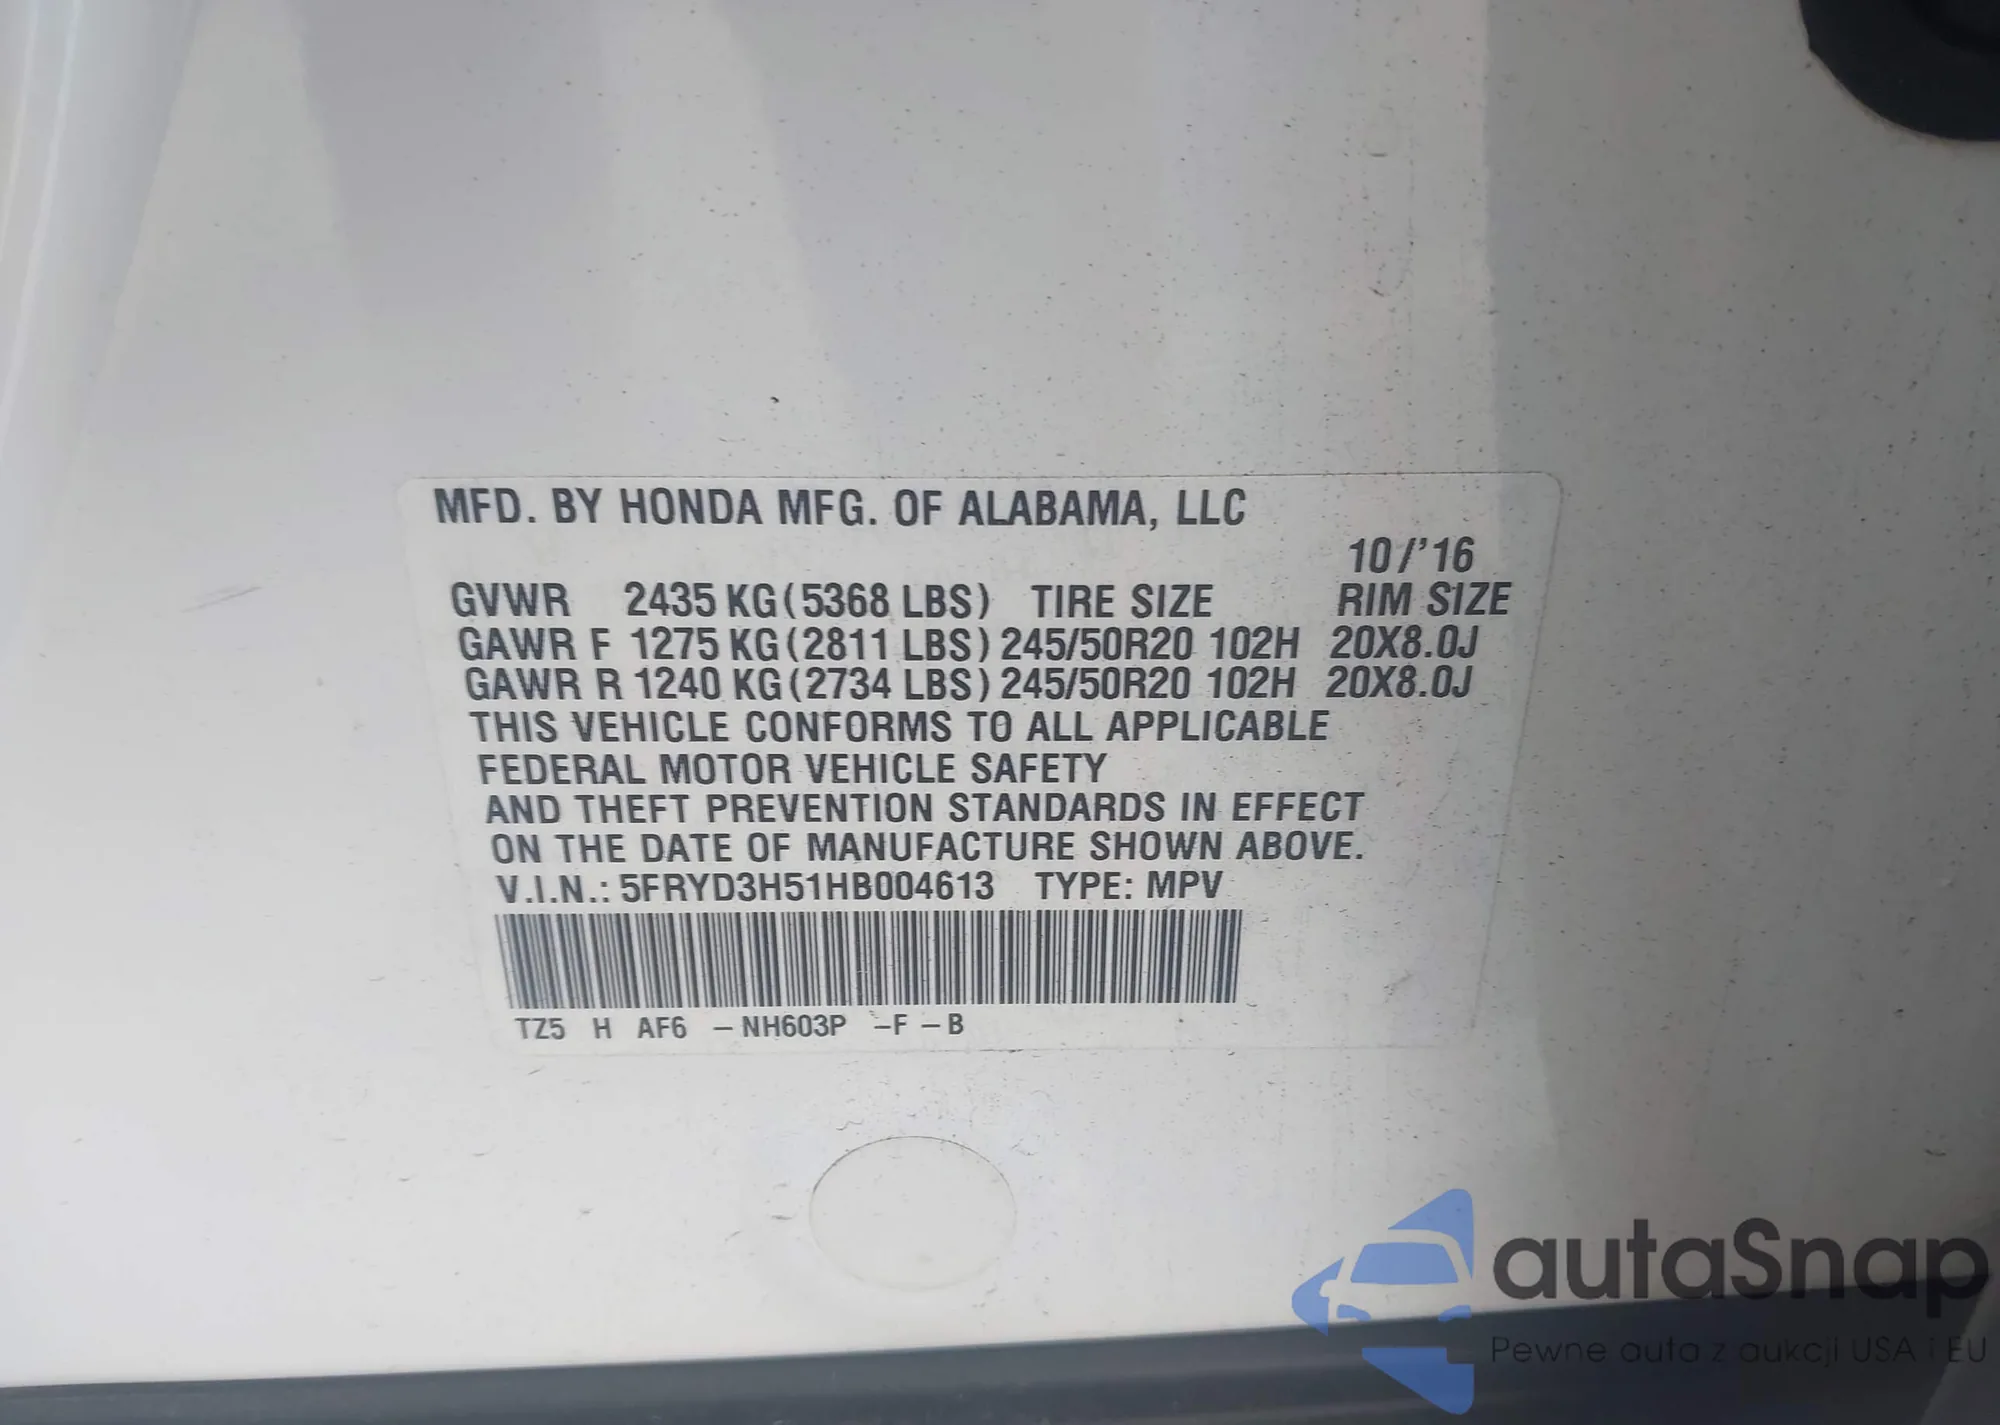 MFD. BY HONDA MFG. OF ALABAMA, LLC
10/'16
GVWR 2435 KG (5368 LBS) TIRE SIZE RIM SIZE
GAWR F 1275 KG (2811 LBS) 245/50R20 102H 20X8.0J
GAWR R 1240 KG (2734 LBS) 245/50R20 102H 20X8.0J
THIS VEHICLE CONFORMS TO ALL APPLICABLE
FEDERAL MOTOR VEHICLE SAFETY
AND THEFT PREVENTION STANDARDS IN EFFECT
ON THE DATE OF MANUFACTURE SHOWN ABOVE.
V.I.N.: 5FRYD3H51HB004613 TYPE: MPV
TZ5 H AF6 -NH603P -F-B
autaSnap
Pewne auta z aukcji USA i EU